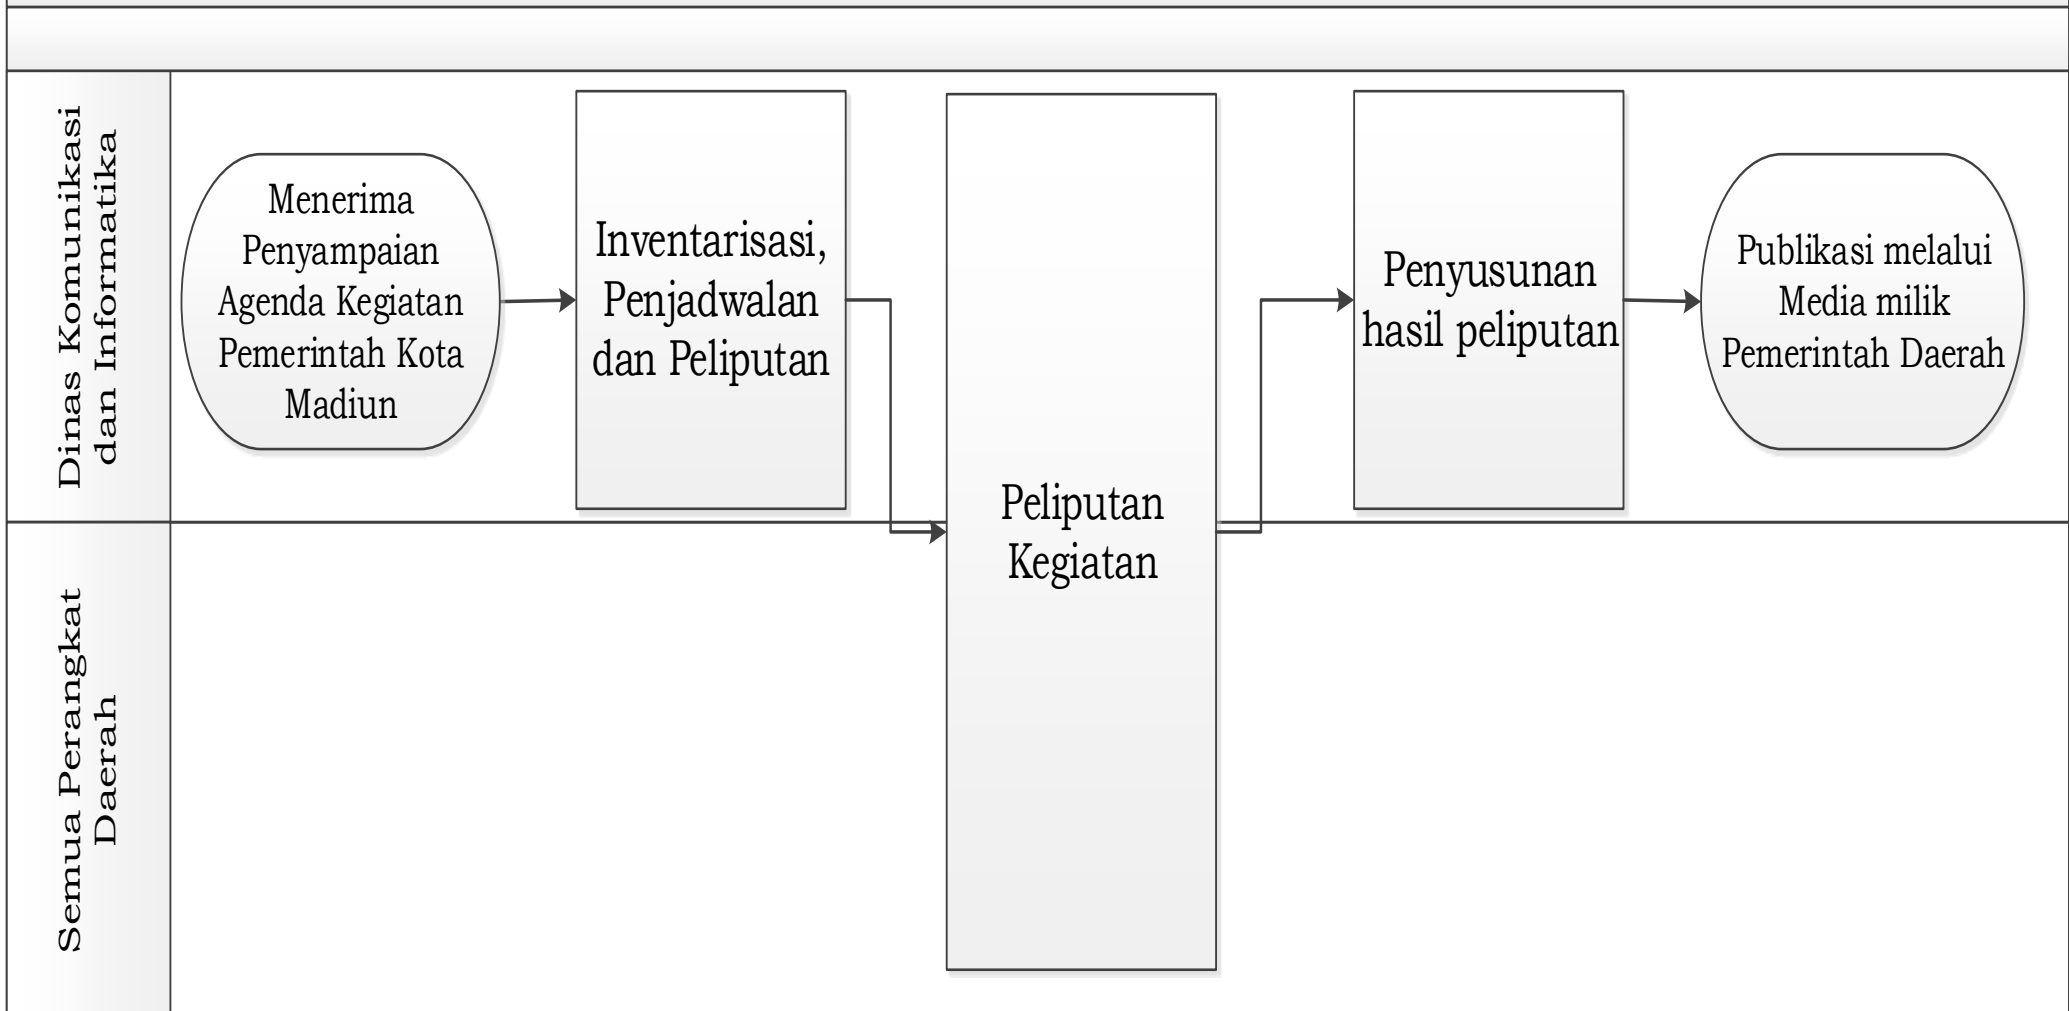 Dinas Komunikasi
dan Informatika
Menerima
Penyampaian
Agenda Kegiatan
Pemerintah Kota
Madiun
Inventarisasi,
Penjadwalan
dan Peliputan
Peliputan
Kegiatan
Penyusunan
hasil peliputan
Publikasi melalui
Media milik
Pemerintah Daerah
Semua Perangkat
Daerah